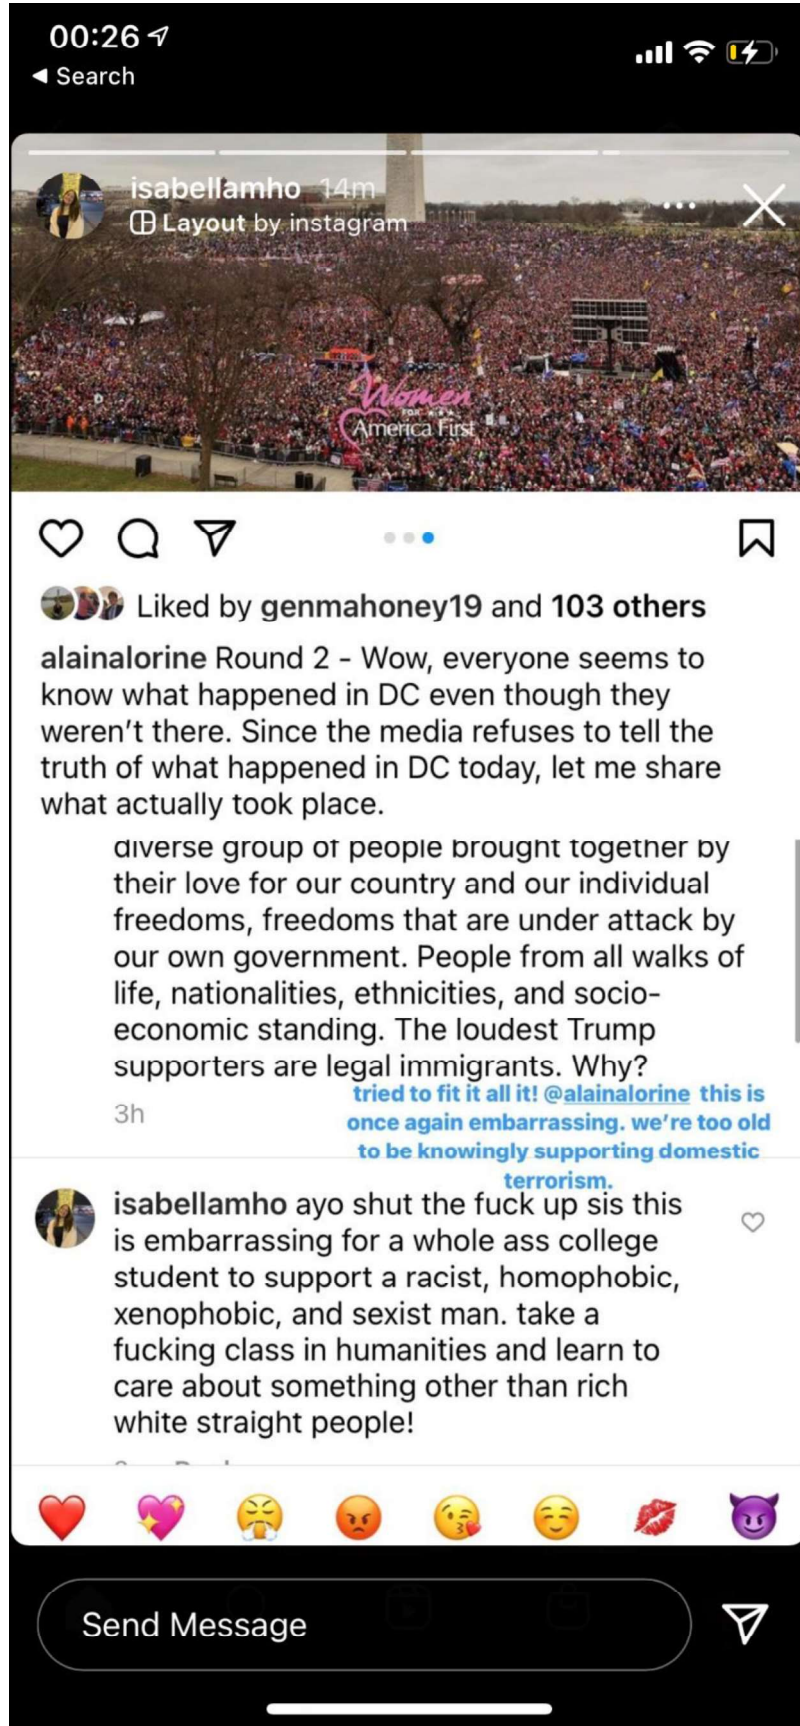 00:26
◀ Search
isabellamho 14m
Layout by instagram
Women
FOR ★★★
America First
Liked by genmahoney19 and 103 others
alainalorine Round 2 - Wow, everyone seems to
know what happened in DC even though they
weren't there. Since the media refuses to tell the
truth of what happened in DC today, let me share
what actually took place.
diverse group of people brought together by
their love for our country and our individual
freedoms, freedoms that are under attack by
our own government. People from all walks of
life, nationalities, ethnicities, and socio-
economic standing. The loudest Trump
supporters are legal immigrants. Why?
3h
tried to fit it all it! @alainalorine this is
once again embarrassing. we're too old
to be knowingly supporting domestic
terrorism.
isabellamho ayo shut the fuck up sis this
is embarrassing for a whole ass college
student to support a racist, homophobic,
xenophobic, and sexist man. take a
fucking class in humanities and learn to
care about something other than rich
white straight people!
Send Message